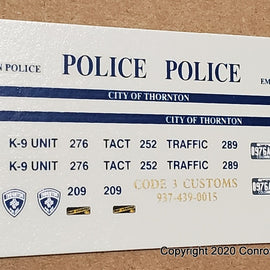 POLICE POLICE
N POLICE
EM
CITY OF THORNTON
CITY OF THORNTON
K-9 UNIT 276 TACT 252 TRAFFIC 289
K-9 UNIT 276 TACT 252 TRAFFIC 289
209 209
CODE 3 CUSTOMS
937-439-0015
Copyright 2020 Conro